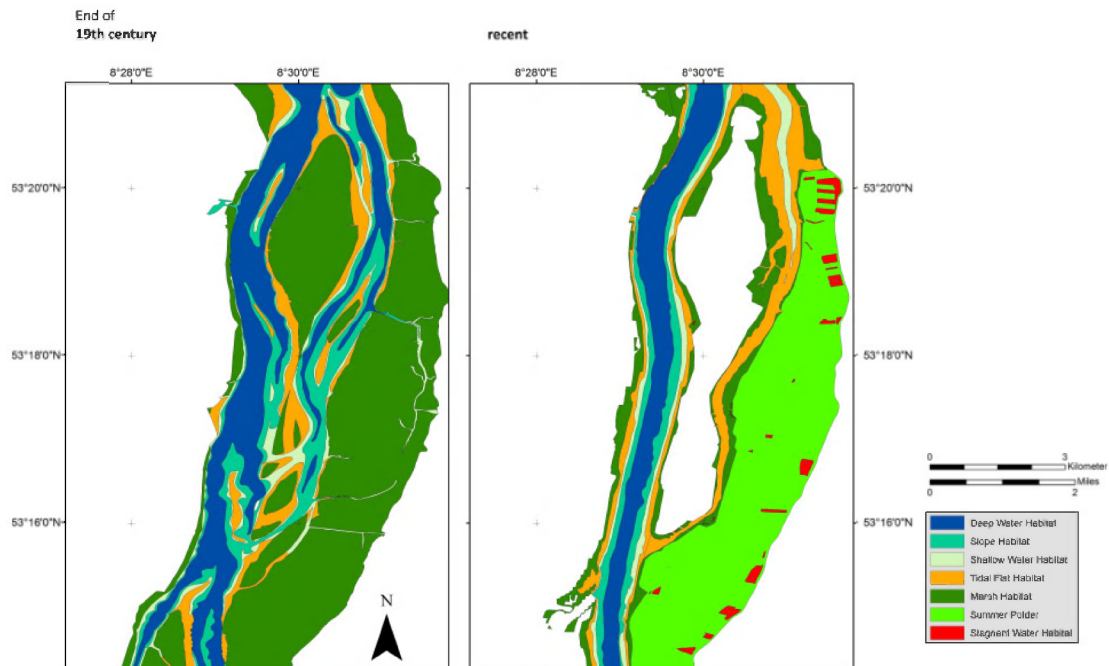 End of
19th century
recent
8°28'0"E
8°30'0"E
8°28'0"E
8°30'0"E
53°20'0"N
53°20'0"N
53°18'0"N
53°18'0"N
53°16'0"N
53°16'0"N
N
0 3
Kilometer
Miles
0 2
Deep Water Habitat
Slope Habitat
Shallow Water Habitat
Tidal Flat Habitat
Marsh Habitat
Summer Polder
Stagnant Water Habitat